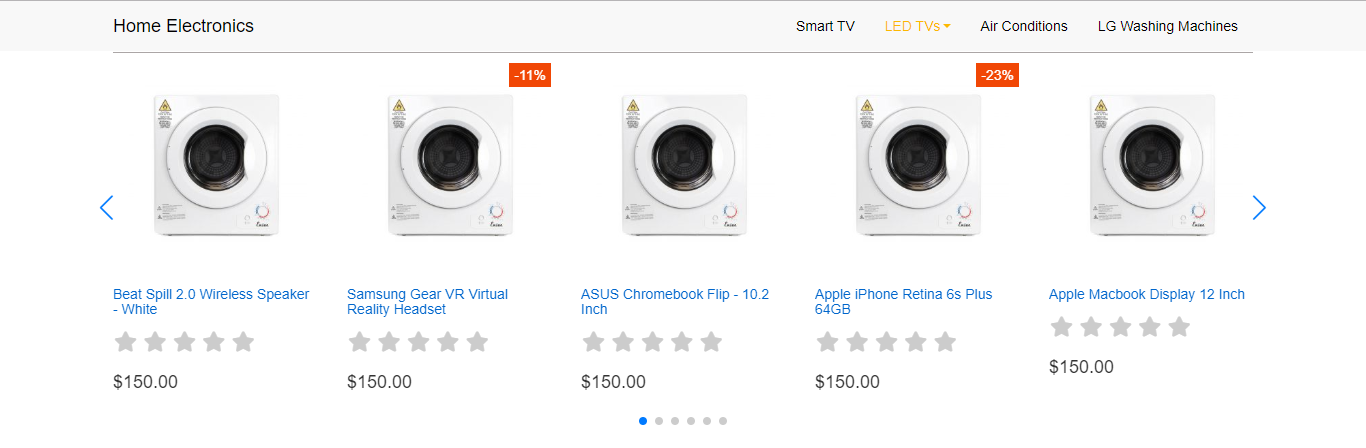 Home Electronics
Smart TV
LED TVs
Air Conditions
LG Washing Machines
-11%
-23%
Beat Spill 2.0 Wireless Speaker
- White
$150.00
Samsung Gear VR Virtual
Reality Headset
$150.00
ASUS Chromebook Flip - 10.2
Inch
$150.00
Apple iPhone Retina 6s Plus
64GB
$150.00
Apple Macbook Display 12 Inch
$150.00